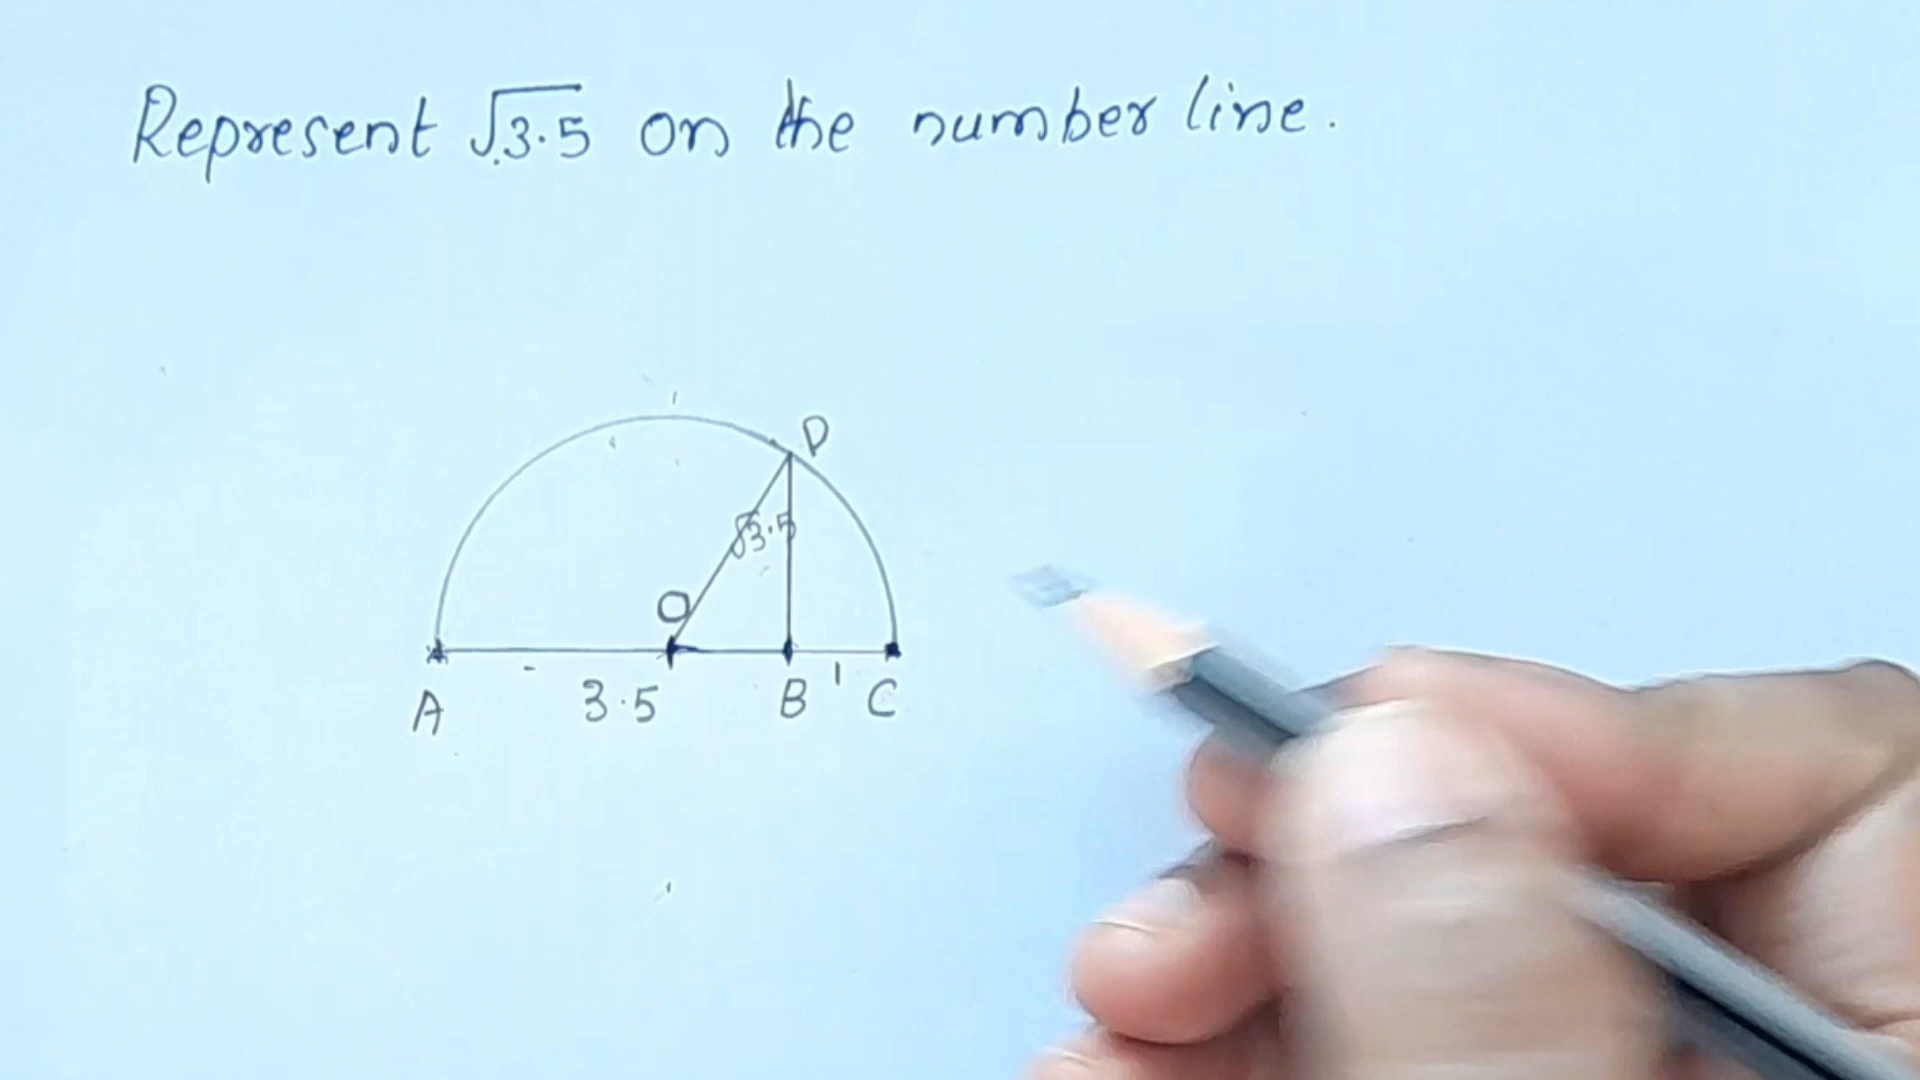 Represent √3.5 on the number line.
D
√3.5
O
A 3.5 B 1 C